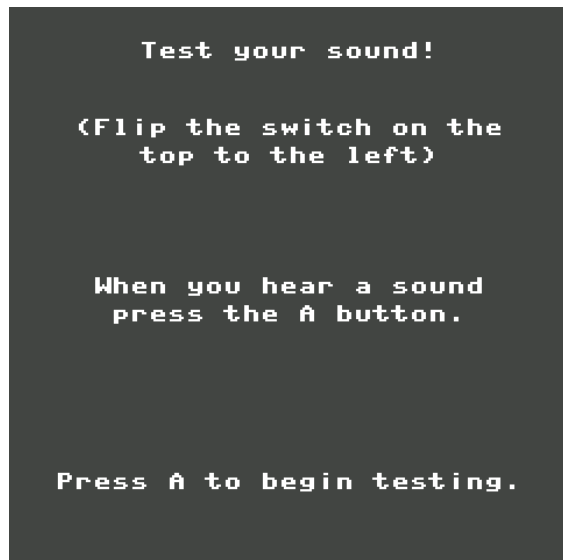 Test your sound!
(Flip the switch on the
top to the left)
When you hear a sound
press the A button.
Press A to begin testing.